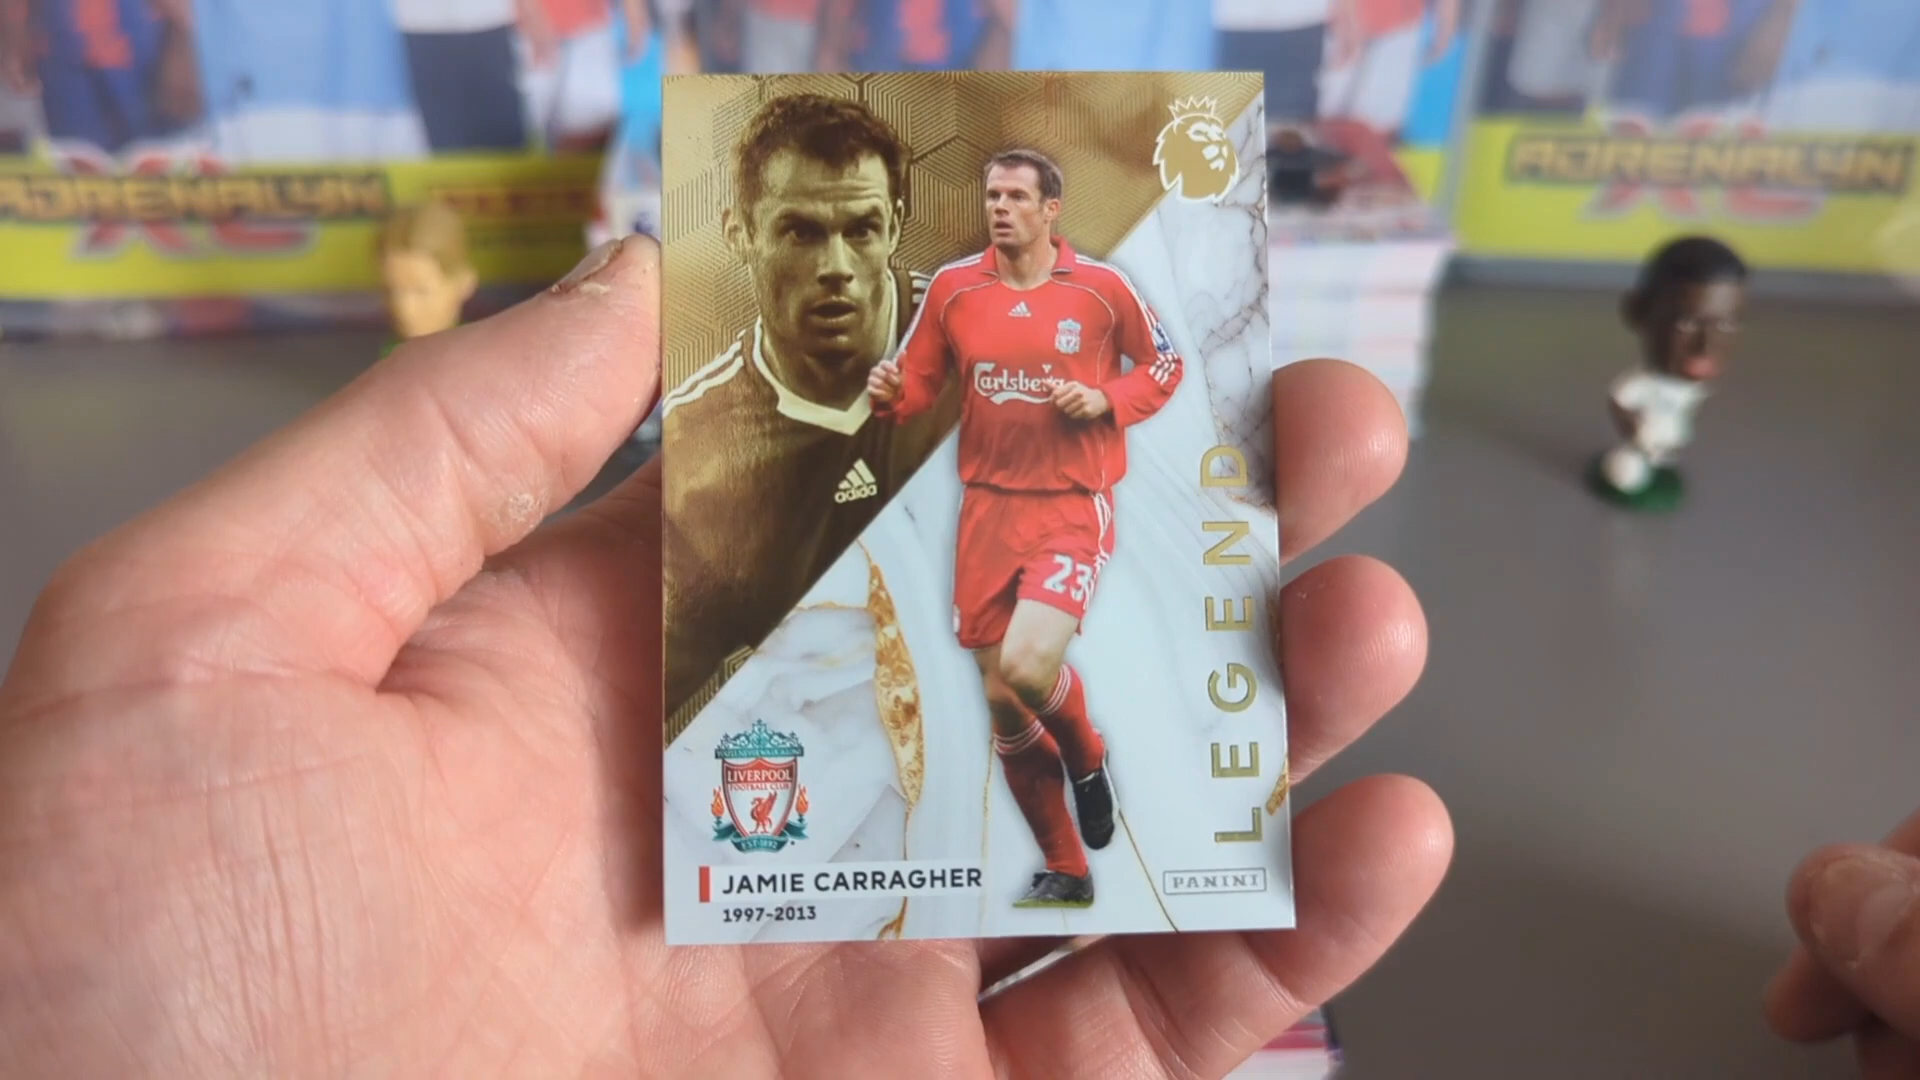 ADRENALYN
XL
ADRENALYN
adidas
Carlsberg
23
LEGEND
YOU'LL NEVER WALK ALONE
LIVERPOOL
FOOTBALL CLUB
EST·1892
JAMIE CARRAGHER
1997-2013
PANINI